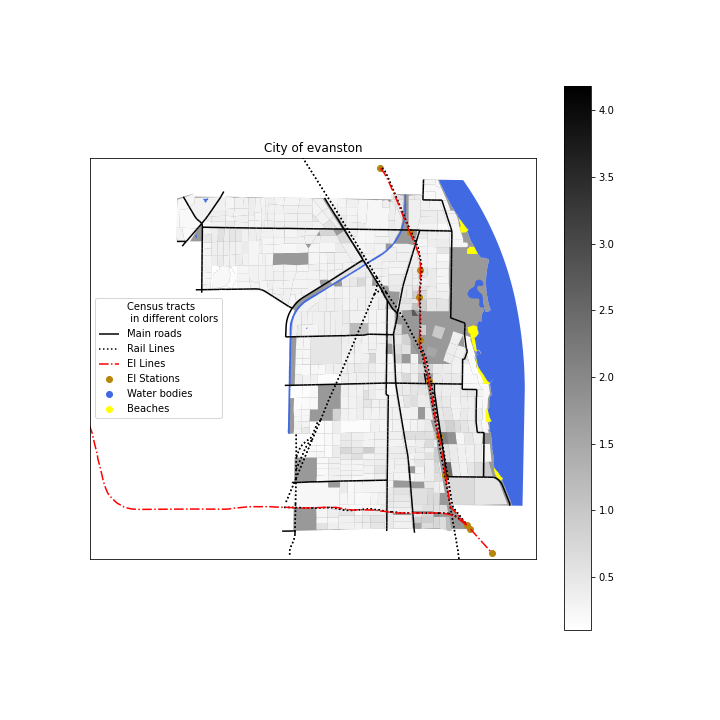 City of evanston
Census tracts
in different colors
Main roads
Rail Lines
El Lines
El Stations
Water bodies
Beaches
4.0
3.5
3.0
2.5
2.0
1.5
1.0
0.5